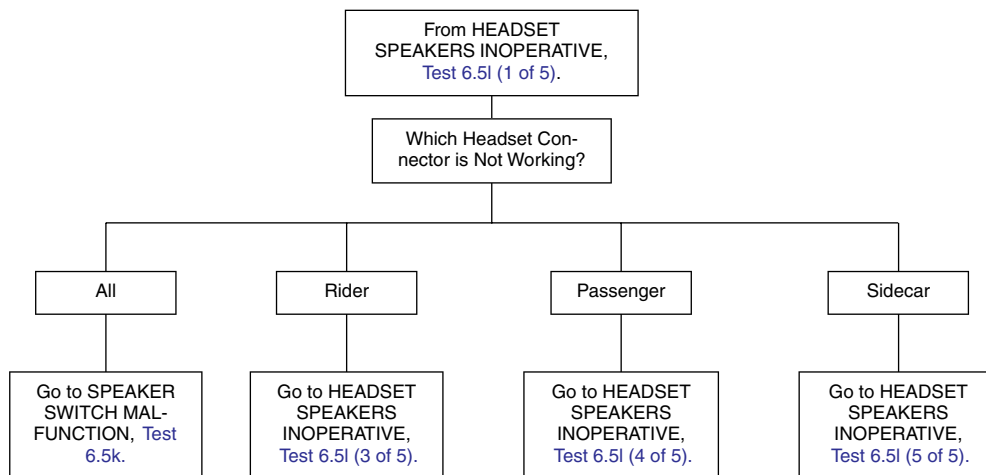 From HEADSET
SPEAKERS INOPERATIVE,
Test 6.5l (1 of 5).
Which Headset Con-
nector is Not Working?
All
Rider
Passenger
Sidecar
Go to SPEAKER
SWITCH MAL-
FUNCTION, Test
6.5k.
Go to HEADSET
SPEAKERS
INOPERATIVE,
Test 6.5l (3 of 5).
Go to HEADSET
SPEAKERS
INOPERATIVE,
Test 6.5l (4 of 5).
Go to HEADSET
SPEAKERS
INOPERATIVE,
Test 6.5l (5 of 5).